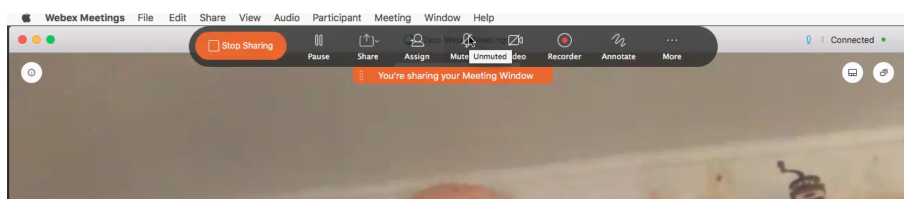 Webex Meetings File Edit Share View Audio Participant Meeting Window Help
Stop Sharing
Pause Share Assign Mute Unmuted deo Recorder Annotate More
Connected
You're sharing your Meeting Window